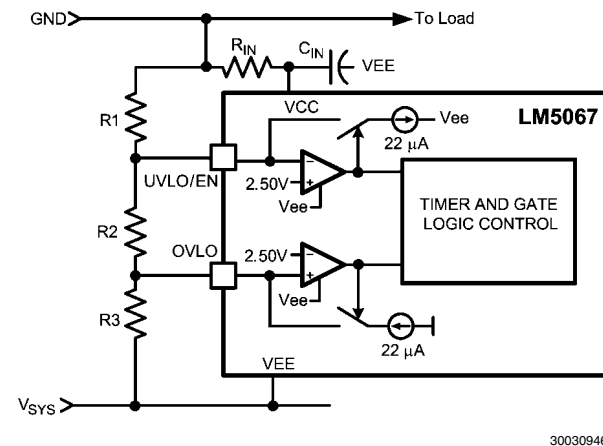 GND
To Load
RIN
CIN
VEE
R1
VCC
LM5067
Vee
22 μA
UVLO/EN
2.50V
Vee
TIMER AND GATE
LOGIC CONTROL
R2
OVLO
2.50V
Vee
R3
22 μA
VEE
VSYS
30030946